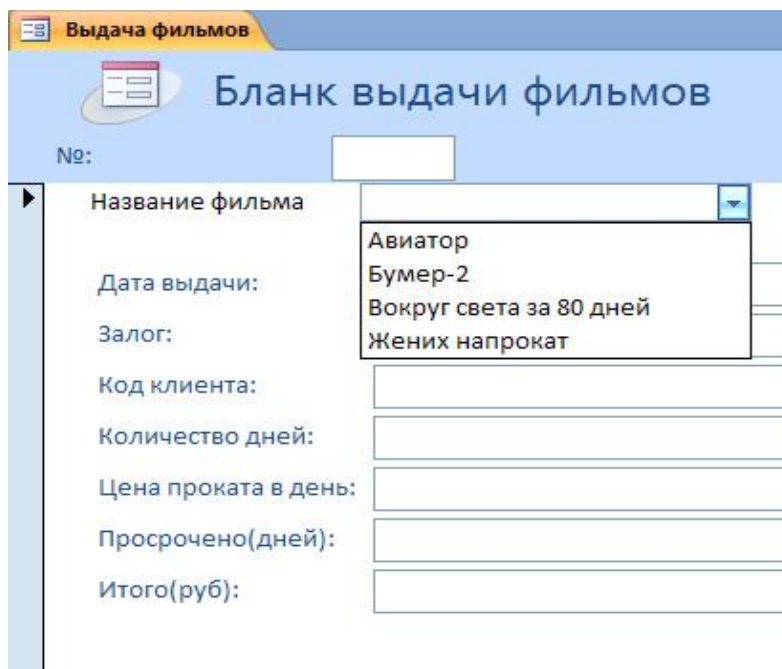 Выдача фильмов
Бланк выдачи фильмов
№:
Название фильма
Авиатор
Бумер-2
Вокруг света за 80 дней
Жених напрокат
Дата выдачи:
Залог:
Код клиента:
Количество дней:
Цена проката в день:
Просрочено(дней):
Итого(руб):